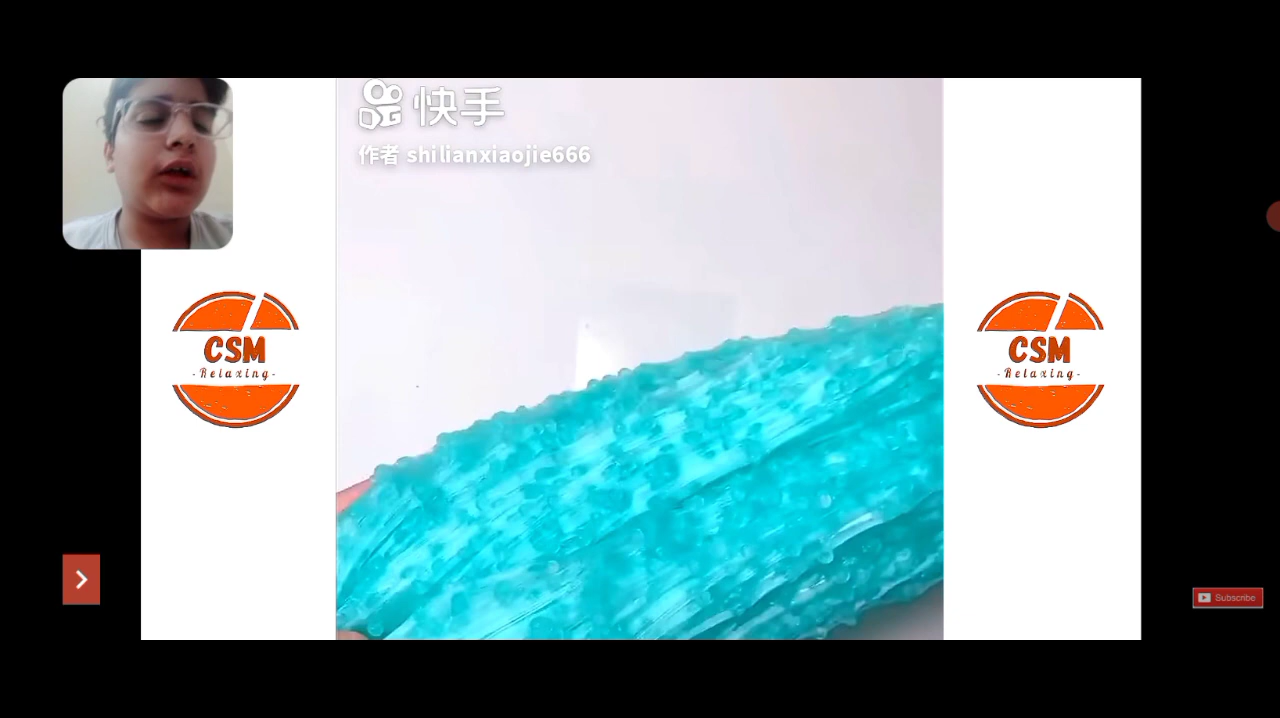 快手
作者 shilianxiaojie666
CSM
-Relaxing-
CSM
-Relaxing-
Subscribe